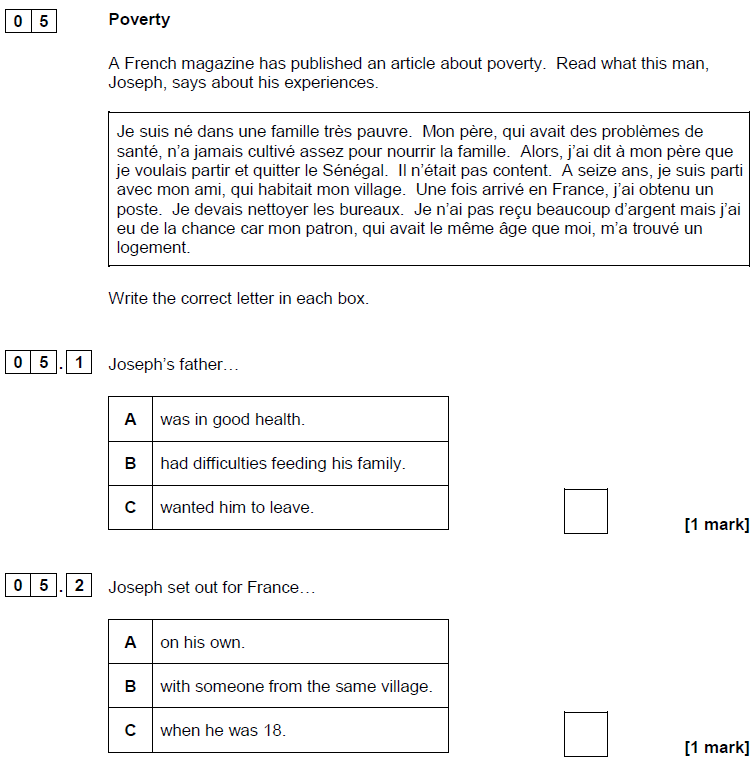 0 5 Poverty
A French magazine has published an article about poverty.  Read what this man,
Joseph, says about his experiences.
Je suis né dans une famille très pauvre.  Mon père, qui avait des problèmes de
santé, n’a jamais cultivé assez pour nourrir la famille.  Alors, j’ai dit à mon père que
je voulais partir et quitter le Sénégal.  Il n’était pas content.  A seize ans, je suis parti
avec mon ami, qui habitait mon village.  Une fois arrivé en France, j’ai obtenu un
poste.  Je devais nettoyer les bureaux.  Je n’ai pas reçu beaucoup d’argent mais j’ai
eu de la chance car mon patron, qui avait le même âge que moi, m’a trouvé un
logement.
Write the correct letter in each box.
0 5 . 1 Joseph’s father…
A was in good health.
B had difficulties feeding his family.
C wanted him to leave.
[1 mark]
0 5 . 2 Joseph set out for France…
A on his own.
B with someone from the same village.
C when he was 18.
[1 mark]